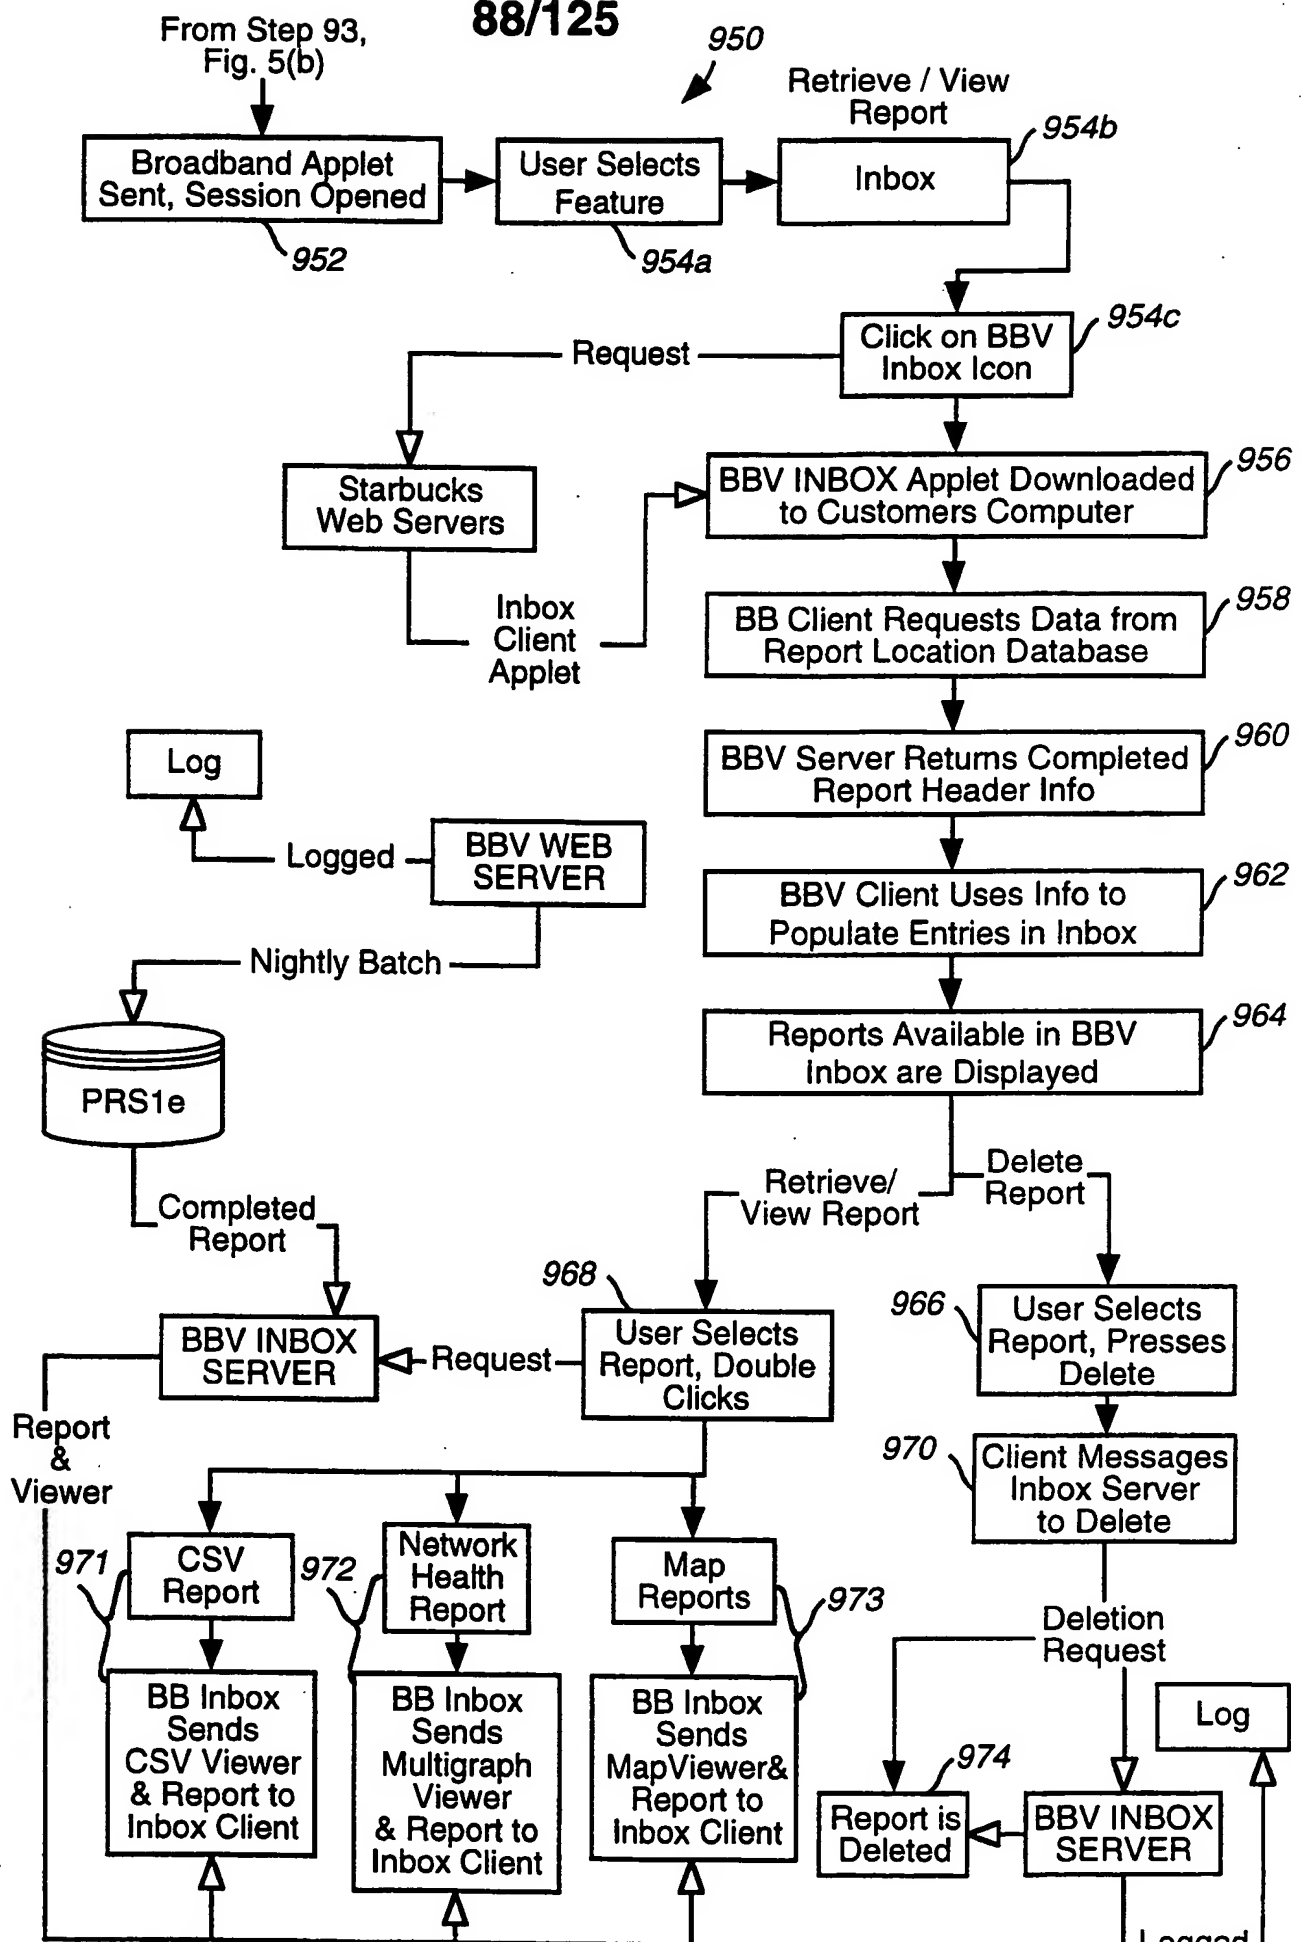 88/125
From Step 93,
Fig. 5(b)
950
Retrieve / View
Report
954b
Broadband Applet
Sent, Session Opened
User Selects
Feature
Inbox
952
954a
954c
Click on BBV
Inbox Icon
Request
956
Starbucks
Web Servers
BBV INBOX Applet Downloaded
to Customers Computer
Inbox
Client
Applet
958
BB Client Requests Data from
Report Location Database
960
Log
BBV Server Returns Completed
Report Header Info
Logged
BBV WEB
SERVER
962
BBV Client Uses Info to
Populate Entries in Inbox
Nightly Batch
964
Reports Available in BBV
Inbox are Displayed
PRS1e
Retrieve/
View Report
Delete
Report
Completed
Report
968
966
BBV INBOX
SERVER
Request
User Selects
Report, Double
Clicks
User Selects
Report, Presses
Delete
Report
&
Viewer
970
Client Messages
Inbox Server
to Delete
971
CSV
Report
972
Network
Health
Report
Map
Reports
973
Deletion
Request
BB Inbox
Sends
CSV Viewer
& Report to
Inbox Client
BB Inbox
Sends
Multigraph
Viewer
& Report to
Inbox Client
BB Inbox
Sends
MapViewer&
Report to
Inbox Client
Log
974
Report is
Deleted
BBV INBOX
SERVER
Logged